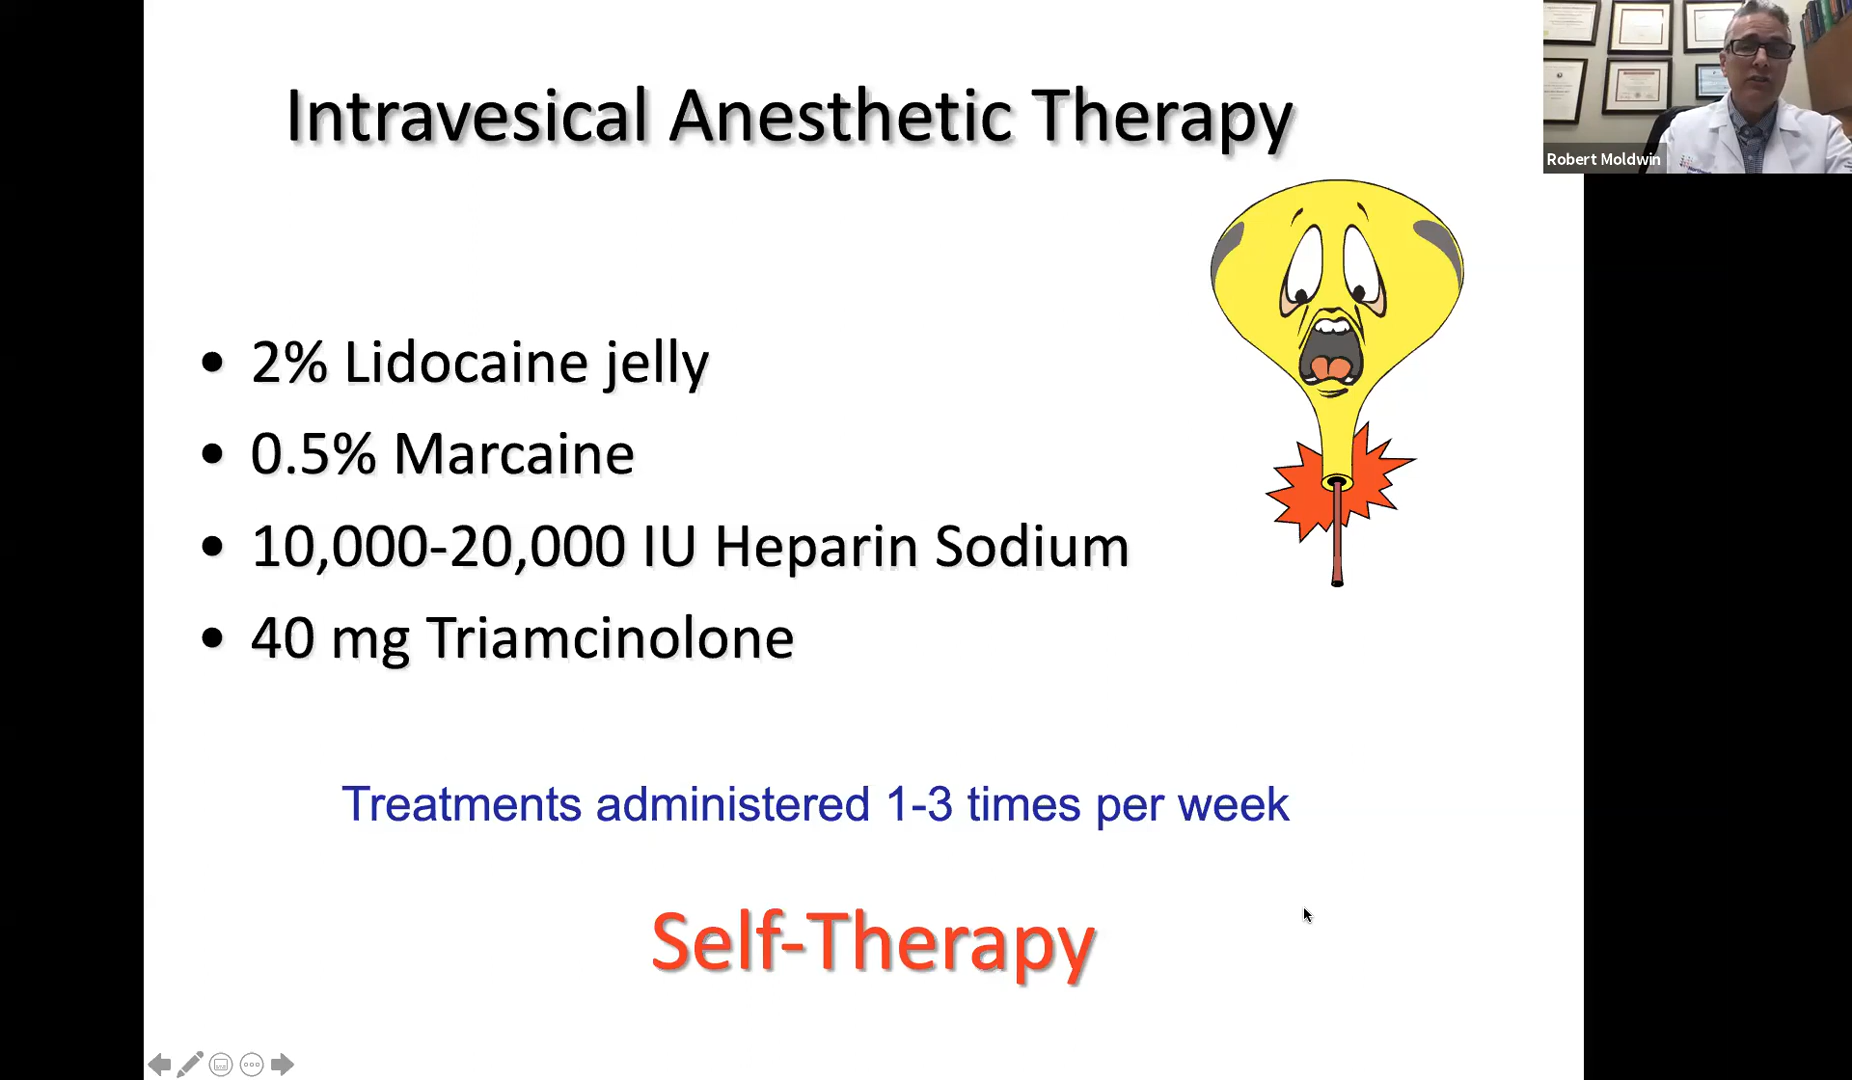 Intravesical Anesthetic Therapy
Robert Moldwin
• 2% Lidocaine jelly
• 0.5% Marcaine
• 10,000-20,000 IU Heparin Sodium
• 40 mg Triamcinolone
Treatments administered 1-3 times per week
Self-Therapy